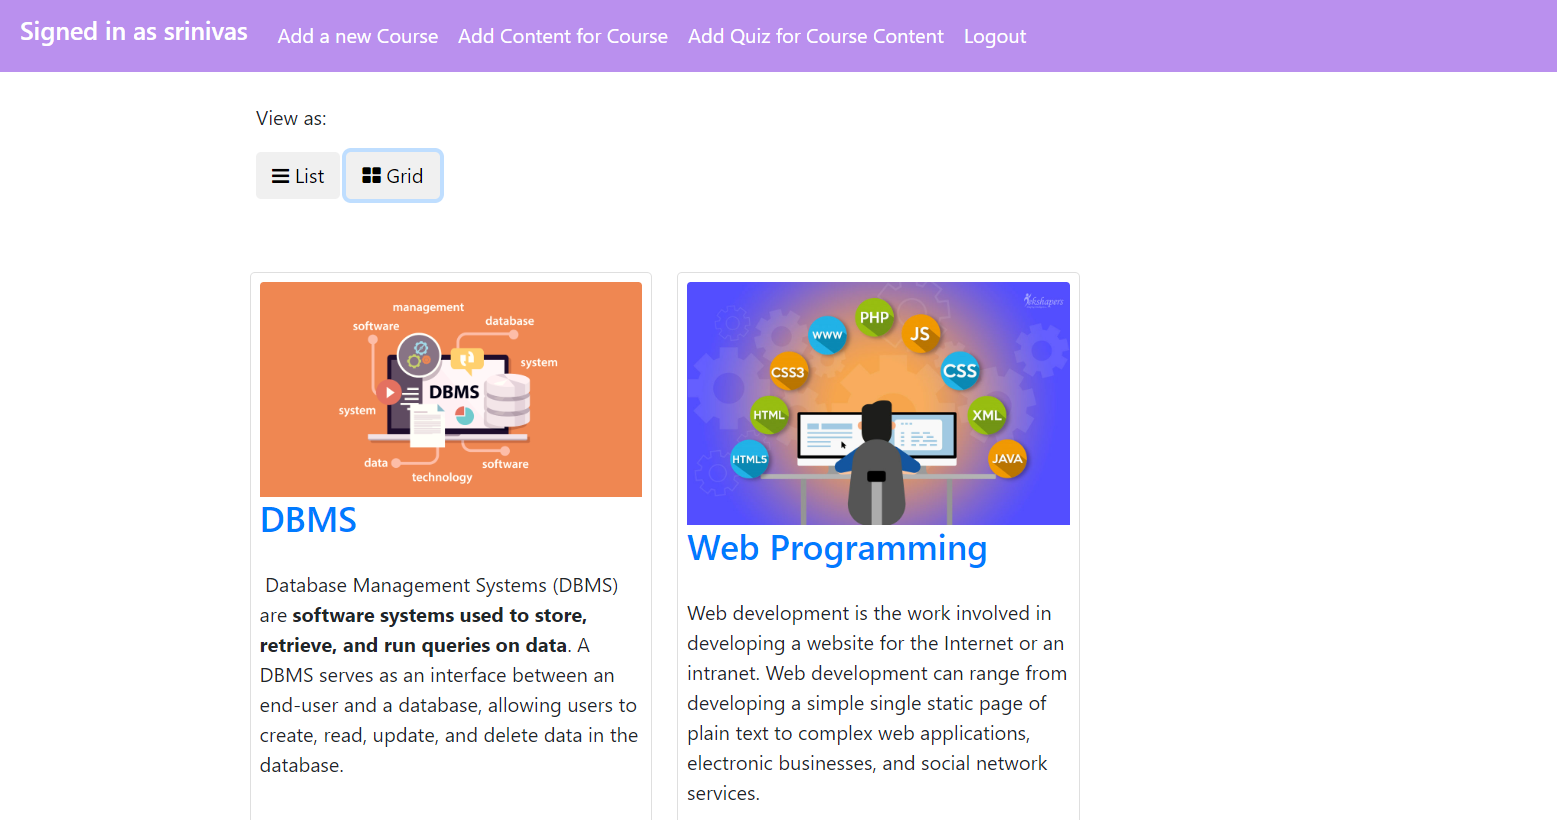 Signed in as srinivas
Add a new Course
Add Content for Course
Add Quiz for Course Content
Logout
View as:
List
Grid
management
software
database
system
DBMS
system
data
software
technology
DBMS
Database Management Systems (DBMS)
are software systems used to store,
retrieve, and run queries on data. A
DBMS serves as an interface between an
end-user and a database, allowing users to
create, read, update, and delete data in the
database.
PHP
WWW
JS
CSS3
CSS
HTML
XML
HTML5
JAVA
Web Programming
Web development is the work involved in
developing a website for the Internet or an
intranet. Web development can range from
developing a simple single static page of
plain text to complex web applications,
electronic businesses, and social network
services.